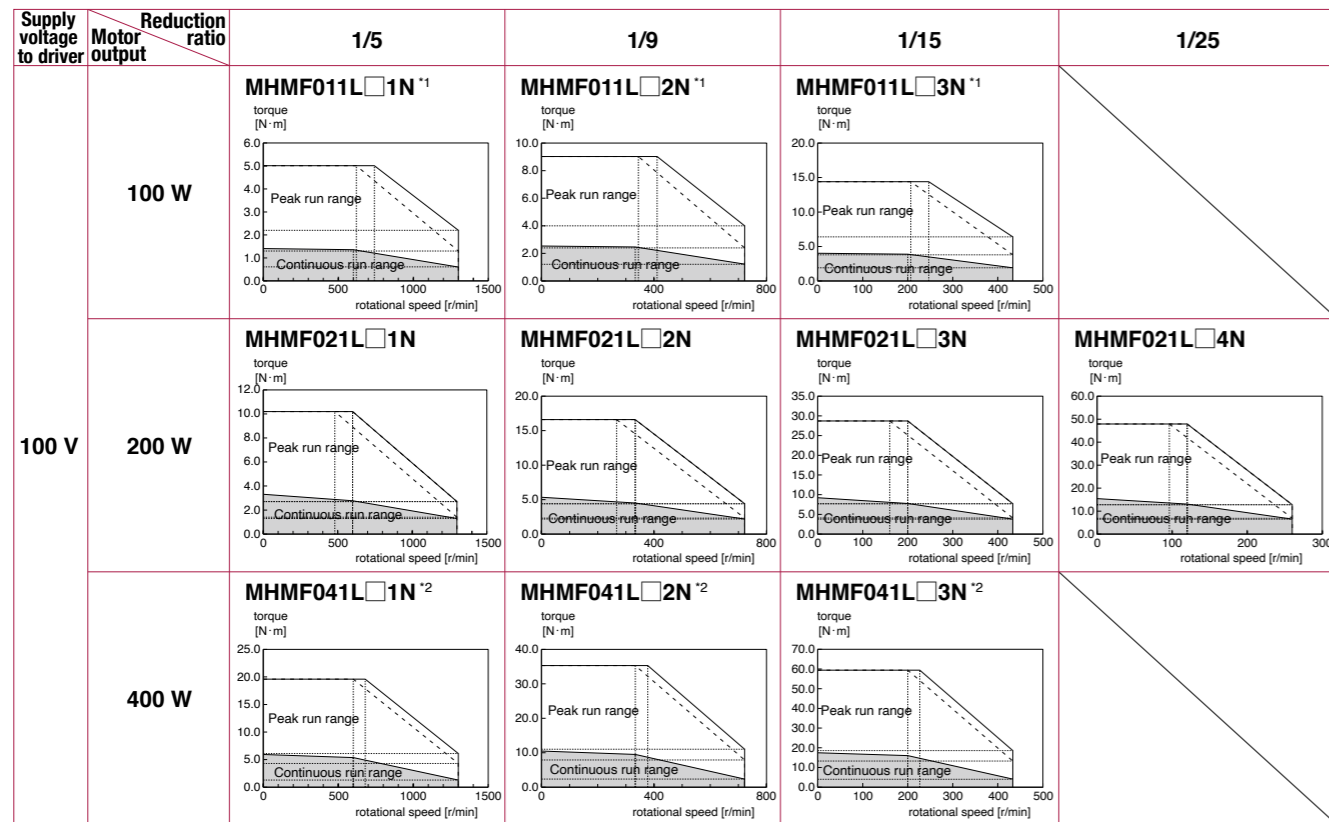 Supply voltage to driver
Reduction ratio
Motor output
1/5
1/9
1/15
1/25
100 V
100 W
MHMF011L□1N *1
torque
[N·m]
6.0
5.0
4.0
3.0
2.0
1.0
0.0
Peak run range
Continuous run range
0 500 1000 1500
rotational speed [r/min]
MHMF011L□2N *1
torque
[N·m]
10.0
8.0
6.0
4.0
2.0
0.0
Peak run range
Continuous run range
0 400 800
rotational speed [r/min]
MHMF011L□3N *1
torque
[N·m]
20.0
15.0
10.0
5.0
0.0
Peak run range
Continuous run range
0 100 200 300 400 500
rotational speed [r/min]
200 W
MHMF021L□1N
torque
[N·m]
12.0
10.0
8.0
6.0
4.0
2.0
0.0
Peak run range
Continuous run range
0 500 1000 1500
rotational speed [r/min]
MHMF021L□2N
torque
[N·m]
20.0
15.0
10.0
5.0
0.0
Peak run range
Continuous run range
0 400 800
rotational speed [r/min]
MHMF021L□3N
torque
[N·m]
35.0
30.0
25.0
20.0
15.0
10.0
5.0
0.0
Peak run range
Continuous run range
0 100 200 300 400 500
rotational speed [r/min]
MHMF021L□4N
torque
[N·m]
60.0
50.0
40.0
30.0
20.0
10.0
0.0
Peak run range
Continuous run range
0 100 200 300
rotational speed [r/min]
400 W
MHMF041L□1N *2
torque
[N·m]
25.0
20.0
15.0
10.0
5.0
0.0
Peak run range
Continuous run range
0 500 1000 1500
rotational speed [r/min]
MHMF041L□2N *2
torque
[N·m]
40.0
30.0
20.0
10.0
0.0
Peak run range
Continuous run range
0 400 800
rotational speed [r/min]
MHMF041L□3N *2
torque
[N·m]
70.0
60.0
50.0
40.0
30.0
20.0
10.0
0.0
Peak run range
Continuous run range
0 100 200 300 400 500
rotational speed [r/min]